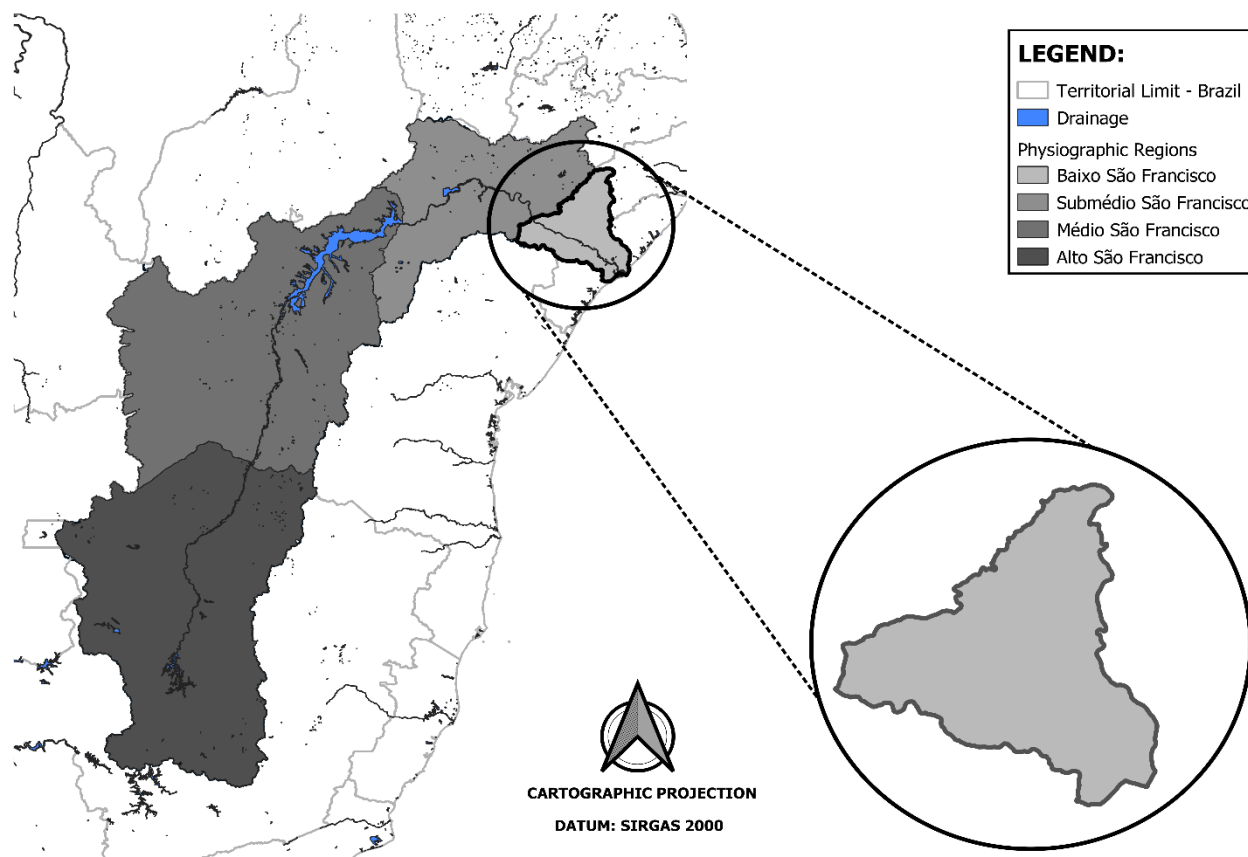 LEGEND:
Territorial Limit - Brazil
Drainage
Physiographic Regions
Baixo São Francisco
Submédio São Francisco
Médio São Francisco
Alto São Francisco
CARTOGRAPHIC PROJECTION
DATUM: SIRGAS 2000